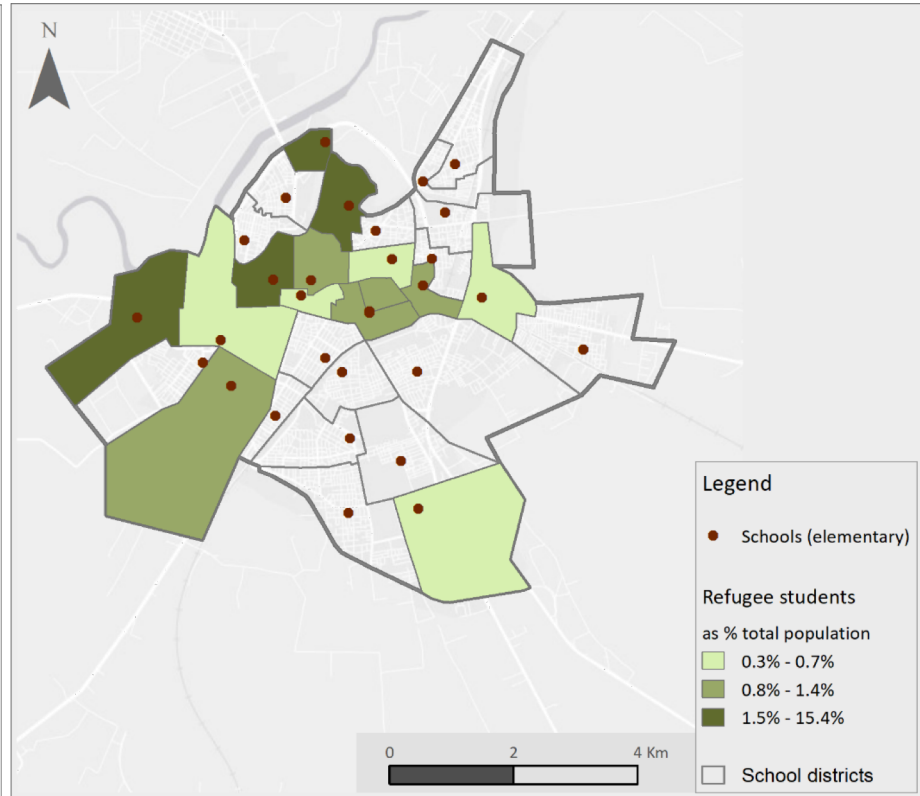 N
Legend
Schools (elementary)
Refugee students
as % total population
0.3% - 0.7%
0.8% - 1.4%
1.5% - 15.4%
School districts
0 2 4 Km